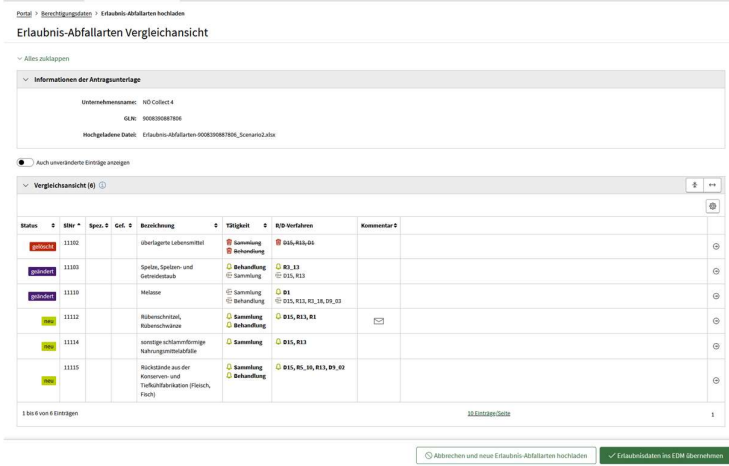 Portal > Berechtigungsdaten > Erlaubnis-Abfallarten hochladen
Erlaubnis-Abfallarten Vergleichansicht
Alles zuklappen
Informationen der Antragsunterlage
Unternehmensname: NÖ Collect 4
GLN: 9008390887806
Hochgeladene Datei: Erlaubnis-Abfallarten-9008390887806_Scenario2.xlsx
Auch unveränderte Einträge anzeigen
Vergleichsansicht (6)
Status SlNr Spez. Gef. Bezeichnung Tätigkeit R/D Verfahren Kommentar
gelöscht 11102 überlagerte Lebensmittel Sammlung D15, R13, D1
Behandlung
geändert 11103 Spelze, Spelzen- und Behandlung R3_13
Getreidestaub Sammlung D15, R13
geändert 11110 Melasse Sammlung D1
Behandlung D15, R13, R3_18, D9_03
neu 11112 Rübenschnitzel, Sammlung D15, R13, R1
Rübenschwänze Behandlung
neu 11114 sonstige schlammförmige Sammlung D15, R13
Nahrungsmittelabfälle
neu 11115 Rückstände aus der Sammlung D15, R5_10, R13, D9_02
Konserven- und Behandlung
Tiefkühlfabrikation (Fleisch,
Fisch)
1 bis 6 von 6 Einträgen 10 Einträge/Seite 1
Abbrechen und neue Erlaubnis-Abfallarten hochladen Erlaubnisdaten ins EDM übernehmen